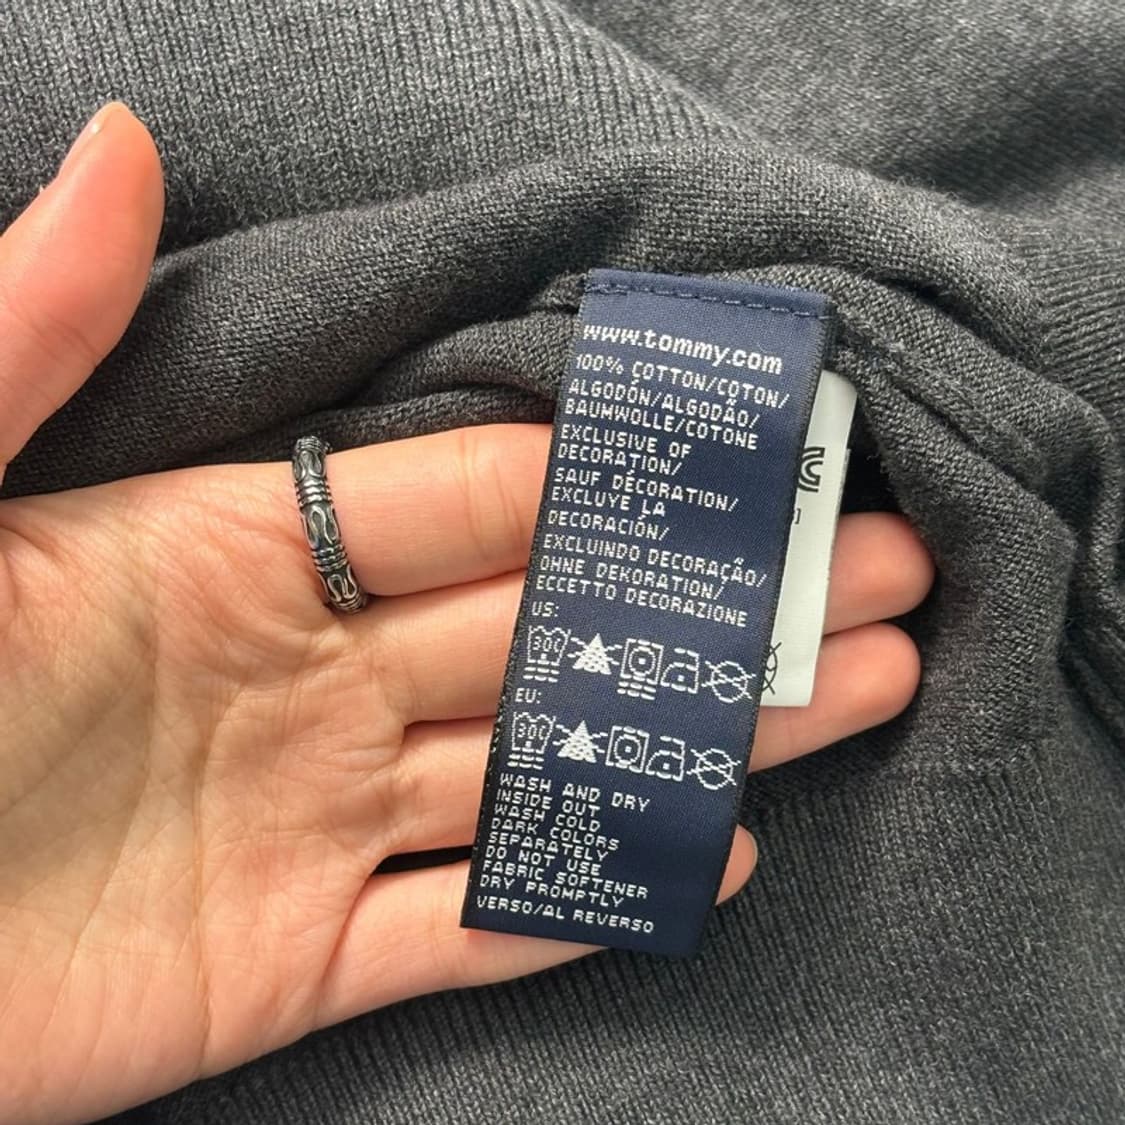 www.tommy.com
100% COTTON/COTON/
ALGODÓN/ALGODÃO/
BAUMWOLLE/COTONE
EXCLUSIVE OF
DECORATION/
SAUF DÉCORATION/
EXCLUYE LA
DECORACIÓN/
EXCLUINDO DECORAÇÃO/
OHNE DEKORATION/
ECCETTO DECORAZIONE
US:
30C
EU:
30C
WASH AND DRY
INSIDE OUT
WASH COLD
DARK COLORS
SEPARATELY
DO NOT USE
FABRIC SOFTENER
DRY PROMPTLY
VERSO/AL REVERSO